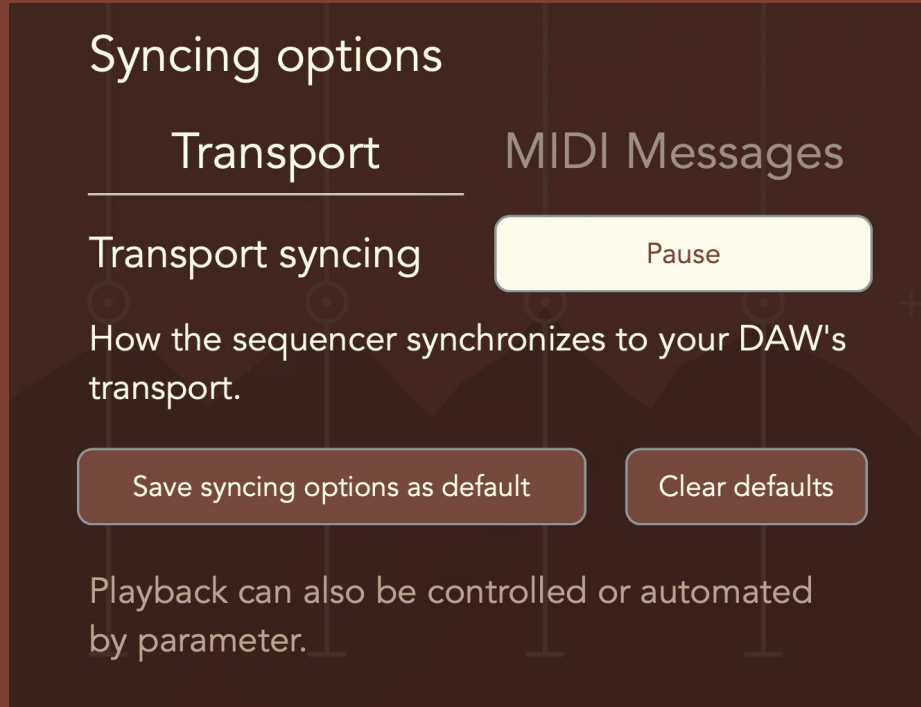 Syncing options
Transport MIDI Messages
Transport syncing Pause
How the sequencer synchronizes to your DAW's
transport.
Save syncing options as default Clear defaults
Playback can also be controlled or automated
by parameter.